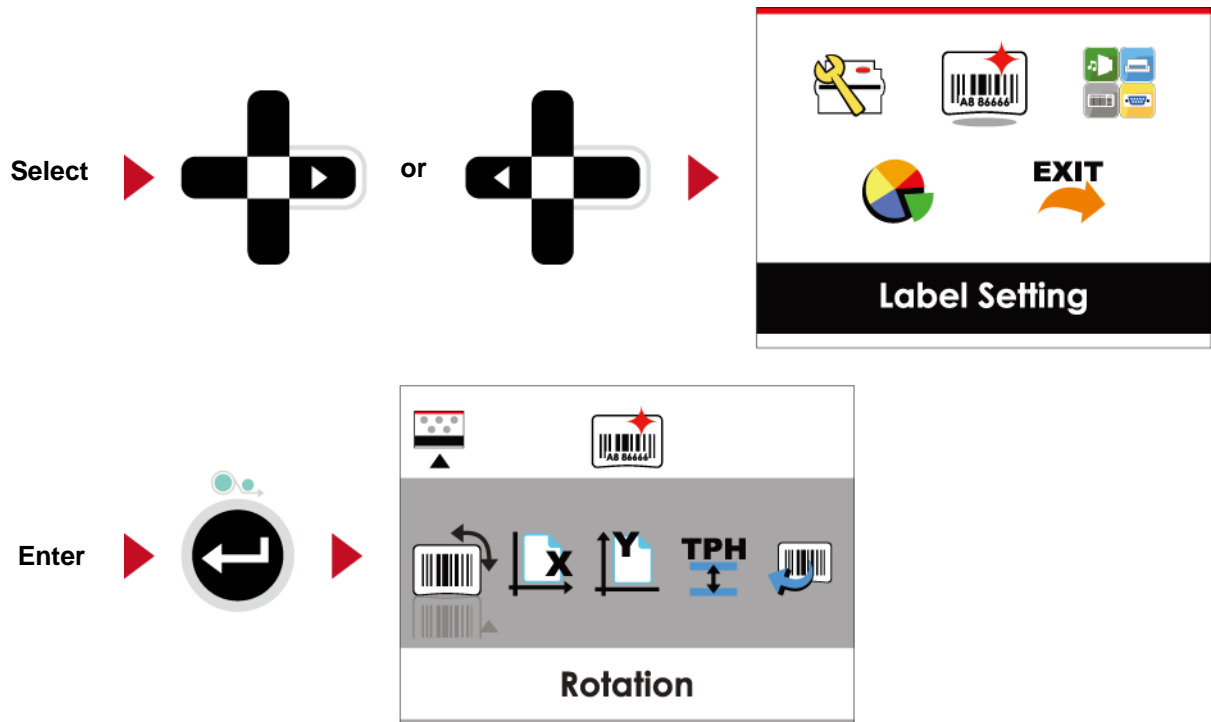 Select
or
A8 86666
EXIT
Label Setting
Enter
A8 86666
X
Y
TPH
Rotation